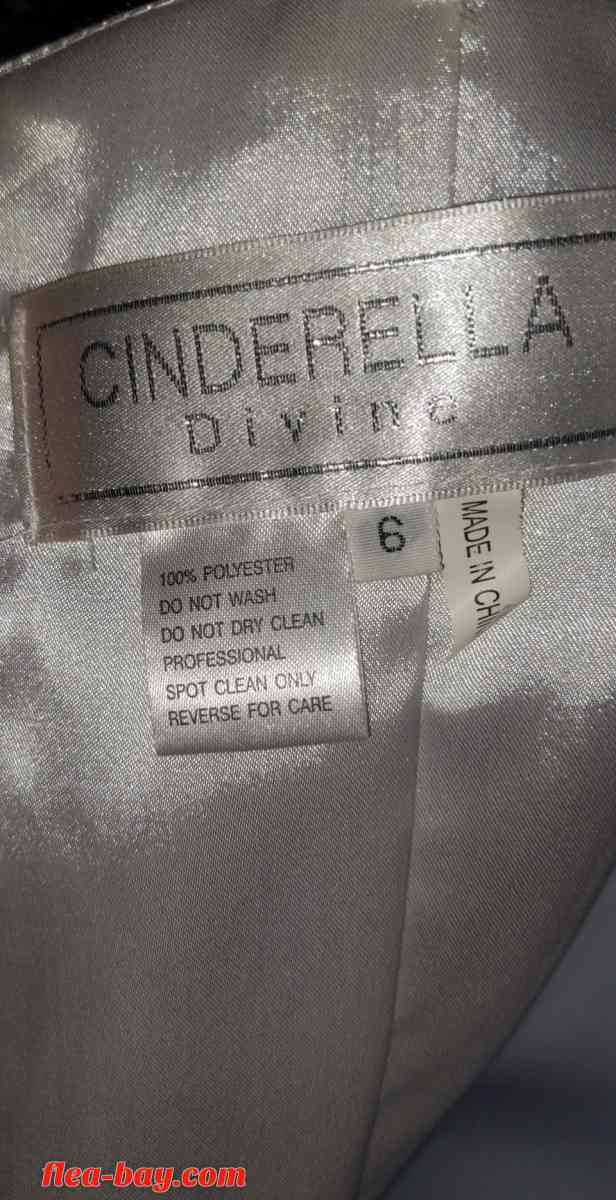 CINDERELLA
Divine
6
MADE IN CHI
100% POLYESTER
DO NOT WASH
DO NOT DRY CLEAN
PROFESSIONAL
SPOT CLEAN ONLY
REVERSE FOR CARE
flea-bay.com